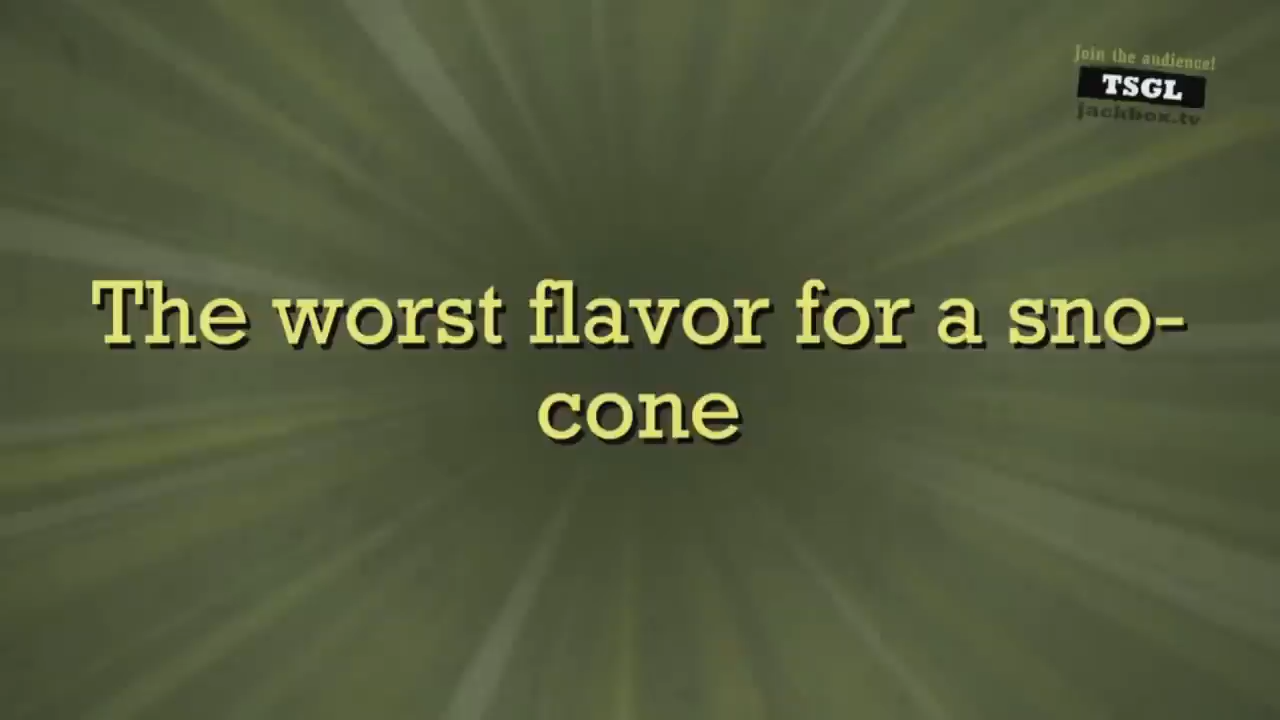 Join the audience!
TSGL
jackbox.tv
The worst flavor for a sno-
cone